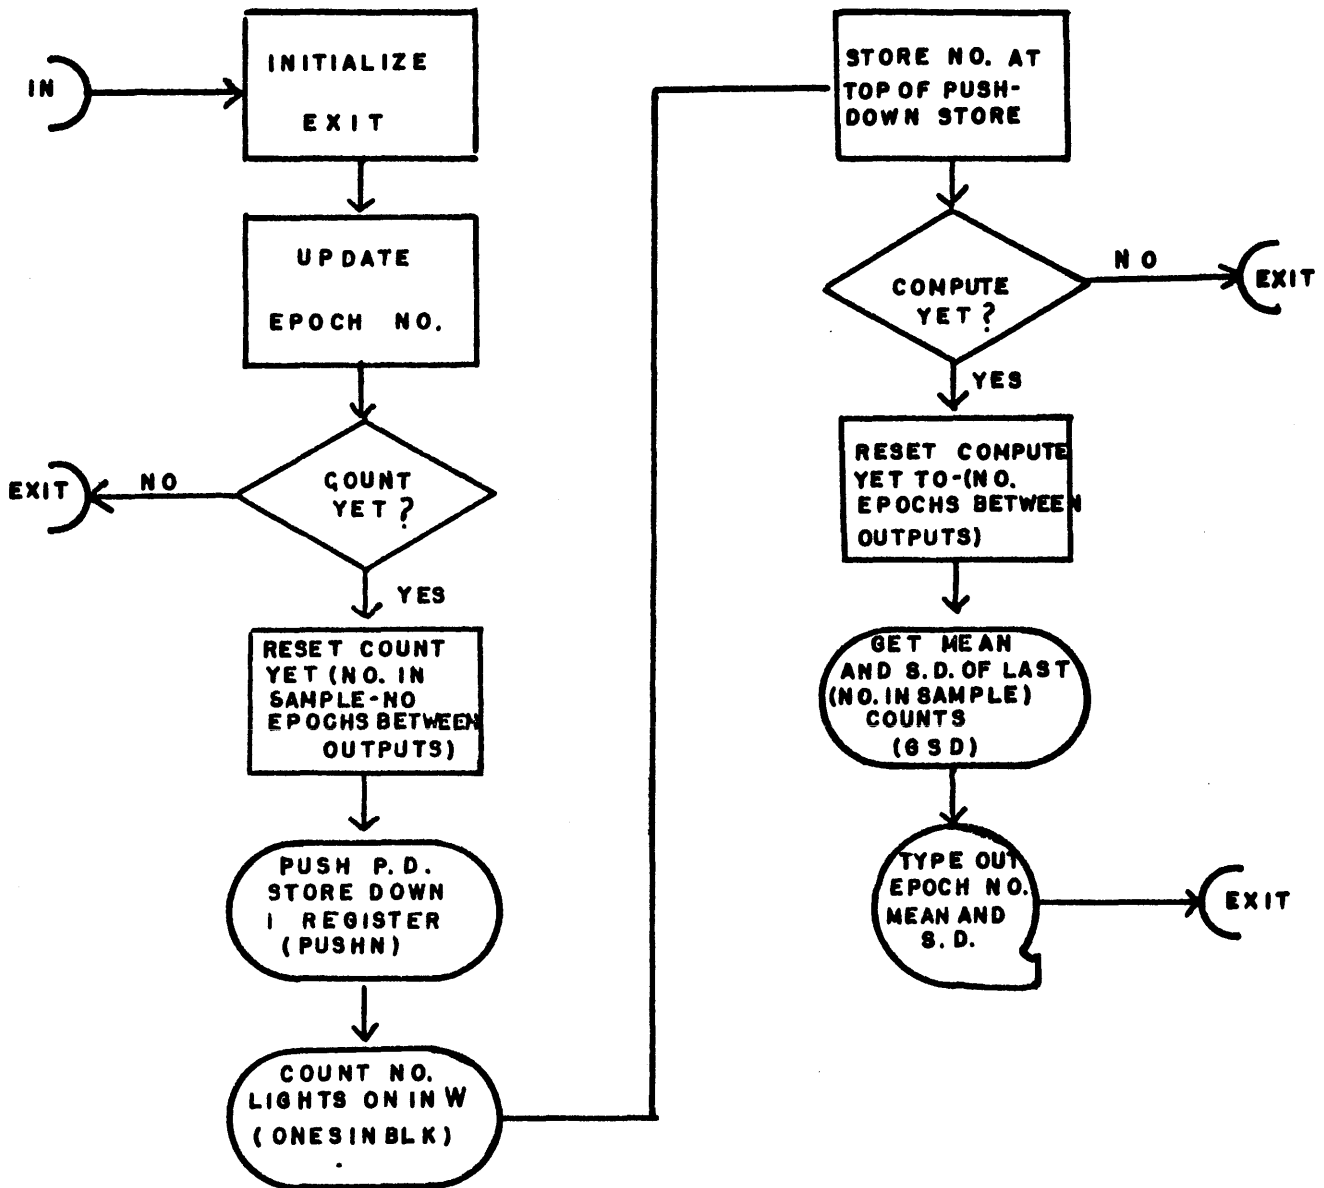 IN
INITIALIZE
EXIT
UPDATE
EPOCH NO.
COUNT
YET?
NO
EXIT
YES
RESET COUNT
YET (NO. IN
SAMPLE-NO
EPOCHS BETWEEN
OUTPUTS)
PUSH P.D.
STORE DOWN
1 REGISTER
(PUSHN)
COUNT NO.
LIGHTS ON IN W
(ONESINBLK)
STORE NO. AT
TOP OF PUSH-
DOWN STORE
COMPUTE
YET?
NO
EXIT
YES
RESET COMPUTE
YET TO-(NO.
EPOCHS BETWEEN
OUTPUTS)
GET MEAN
AND S.D. OF LAST
(NO. IN SAMPLE)
COUNTS
(GSD)
TYPE OUT
EPOCH NO.
MEAN AND
S.D.
EXIT